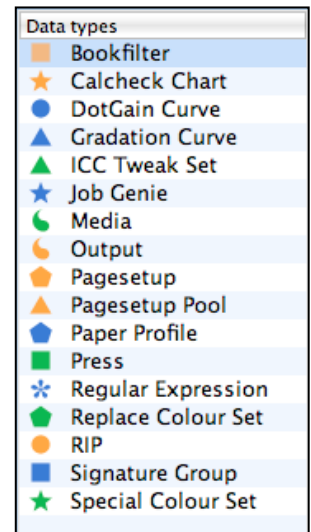 Data types
Bookfilter
Calcheck Chart
DotGain Curve
Gradation Curve
ICC Tweak Set
Job Genie
Media
Output
Pagesetup
Pagesetup Pool
Paper Profile
Press
Regular Expression
Replace Colour Set
RIP
Signature Group
Special Colour Set